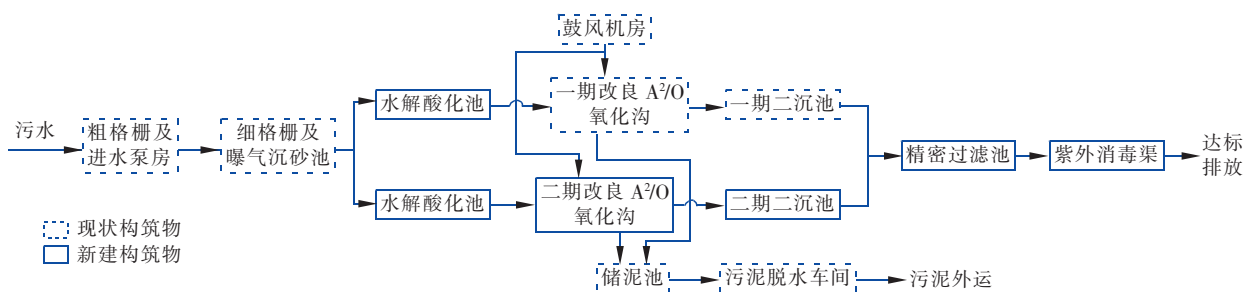 鼓风机房
污水
粗格栅及
进水泵房
细格栅及
曝气沉砂池
水解酸化池
一期改良 A²/O
氧化沟
一期二沉池
水解酸化池
二期改良 A²/O
氧化沟
二期二沉池
精密过滤池
紫外消毒渠
达标
排放
现状构筑物
新建构筑物
储泥池
污泥脱水车间
污泥外运